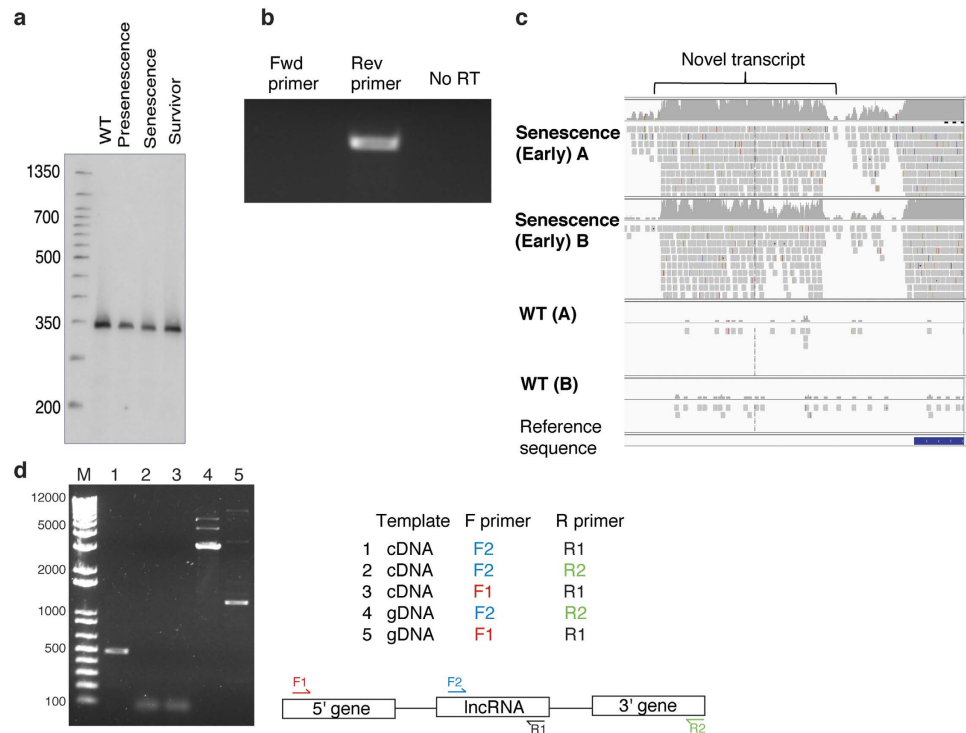 a
WT
Presenescence
Senescence
Survivor
1350
700
500
350
200
b
Fwd primer
Rev primer
No RT
c
Novel transcript
Senescence (Early) A
Senescence (Early) B
WT (A)
WT (B)
Reference sequence
d
M 1 2 3 4 5
12000
5000
2000
1000
500
100
Template F primer R primer
1 cDNA F2 R1
2 cDNA F2 R2
3 cDNA F1 R1
4 gDNA F2 R2
5 gDNA F1 R1
F1
F2
5' gene
lncRNA
3' gene
R1
R2